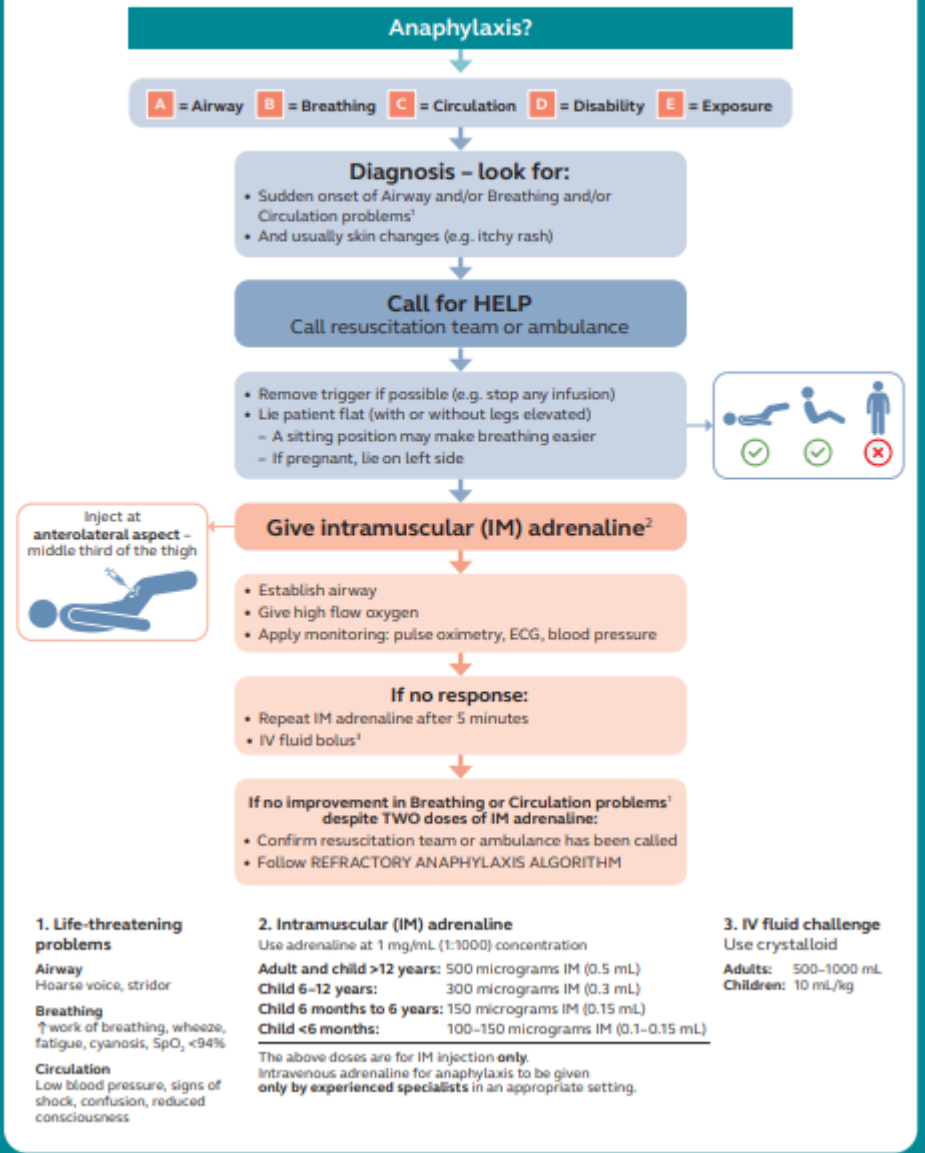 Anaphylaxis?
A = Airway B = Breathing C = Circulation D = Disability E = Exposure
Diagnosis – look for:
• Sudden onset of Airway and/or Breathing and/or
Circulation problems¹
• And usually skin changes (e.g. itchy rash)
Call for HELP
Call resuscitation team or ambulance
• Remove trigger if possible (e.g. stop any infusion)
• Lie patient flat (with or without legs elevated)
– A sitting position may make breathing easier
– If pregnant, lie on left side
Give intramuscular (IM) adrenaline²
Inject at
anterolateral aspect –
middle third of the thigh
• Establish airway
• Give high flow oxygen
• Apply monitoring: pulse oximetry, ECG, blood pressure
If no response:
• Repeat IM adrenaline after 5 minutes
• IV fluid bolus³
If no improvement in Breathing or Circulation problems¹
despite TWO doses of IM adrenaline:
• Confirm resuscitation team or ambulance has been called
• Follow REFRACTORY ANAPHYLAXIS ALGORITHM
1. Life-threatening
problems
Airway
Hoarse voice, stridor
Breathing
↑work of breathing, wheeze,
fatigue, cyanosis, SpO₂ <94%
Circulation
Low blood pressure, signs of
shock, confusion, reduced
consciousness
2. Intramuscular (IM) adrenaline
Use adrenaline at 1 mg/mL (1:1000) concentration
Adult and child >12 years: 500 micrograms IM (0.5 mL)
Child 6–12 years: 300 micrograms IM (0.3 mL)
Child 6 months to 6 years: 150 micrograms IM (0.15 mL)
Child <6 months: 100–150 micrograms IM (0.1–0.15 mL)
The above doses are for IM injection only.
Intravenous adrenaline for anaphylaxis to be given
only by experienced specialists in an appropriate setting.
3. IV fluid challenge
Use crystalloid
Adults: 500–1000 mL
Children: 10 mL/kg